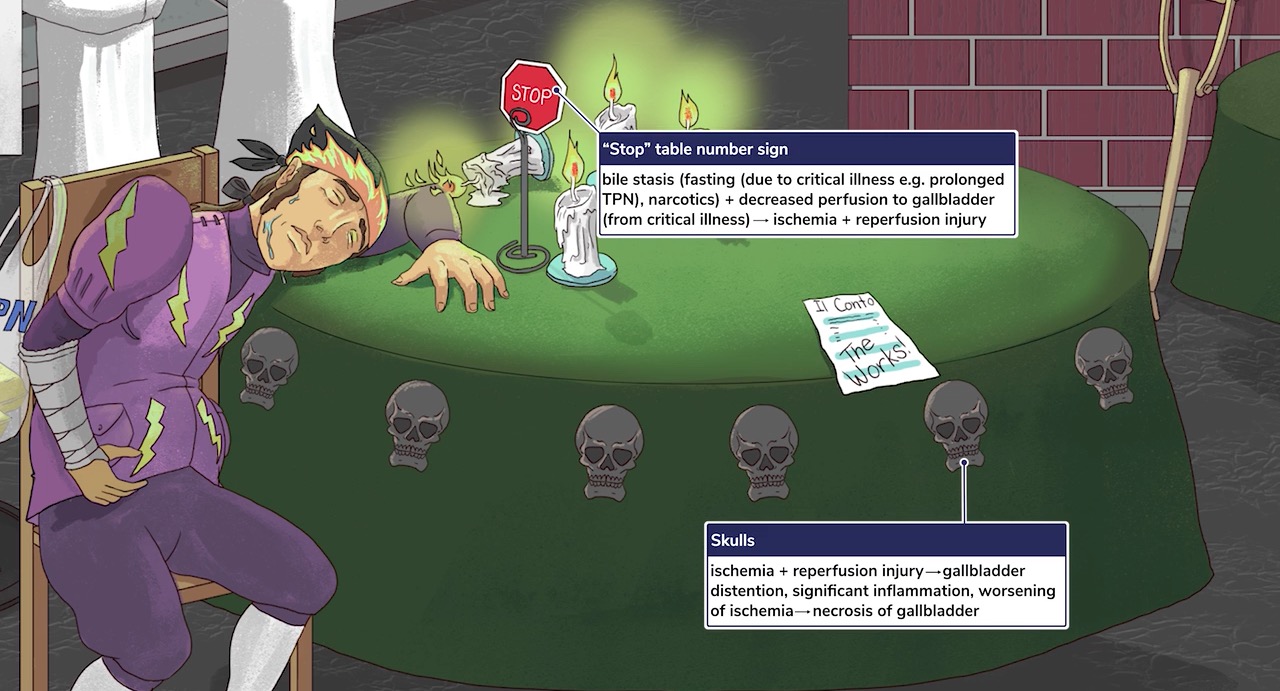 STOP
“Stop” table number sign
bile stasis (fasting (due to critical illness e.g. prolonged
TPN), narcotics) + decreased perfusion to gallbladder
(from critical illness)→ ischemia + reperfusion injury
Il Conto
The
Works!
PN
Skulls
ischemia + reperfusion injury→gallbladder
distention, significant inflammation, worsening
of ischemia→necrosis of gallbladder